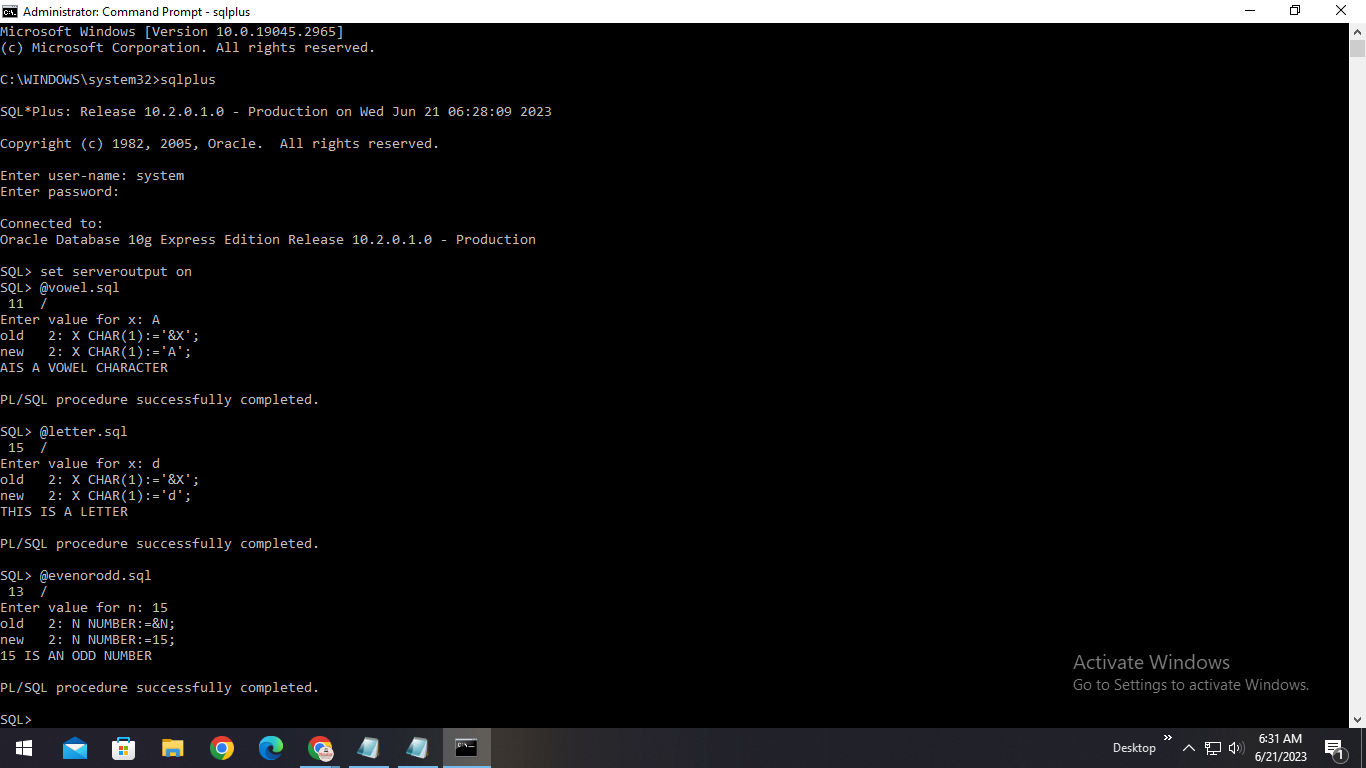 Administrator: Command Prompt - sqlplus
Microsoft Windows [Version 10.0.19045.2965]
(c) Microsoft Corporation. All rights reserved.
C:\WINDOWS\system32>sqlplus
SQL*Plus: Release 10.2.0.1.0 - Production on Wed Jun 21 06:28:09 2023
Copyright (c) 1982, 2005, Oracle.  All rights reserved.
Enter user-name: system
Enter password:
Connected to:
Oracle Database 10g Express Edition Release 10.2.0.1.0 - Production
SQL> set serveroutput on
SQL> @vowel.sql
 11  /
Enter value for x: A
old   2: X CHAR(1):='&X';
new   2: X CHAR(1):='A';
AIS A VOWEL CHARACTER
PL/SQL procedure successfully completed.
SQL> @letter.sql
 15  /
Enter value for x: d
old   2: X CHAR(1):='&X';
new   2: X CHAR(1):='d';
THIS IS A LETTER
PL/SQL procedure successfully completed.
SQL> @evenorodd.sql
 13  /
Enter value for n: 15
old   2: N NUMBER:=&N;
new   2: N NUMBER:=15;
15 IS AN ODD NUMBER
PL/SQL procedure successfully completed.
SQL>
Activate Windows
Go to Settings to activate Windows.
Desktop
6:31 AM
6/21/2023
1